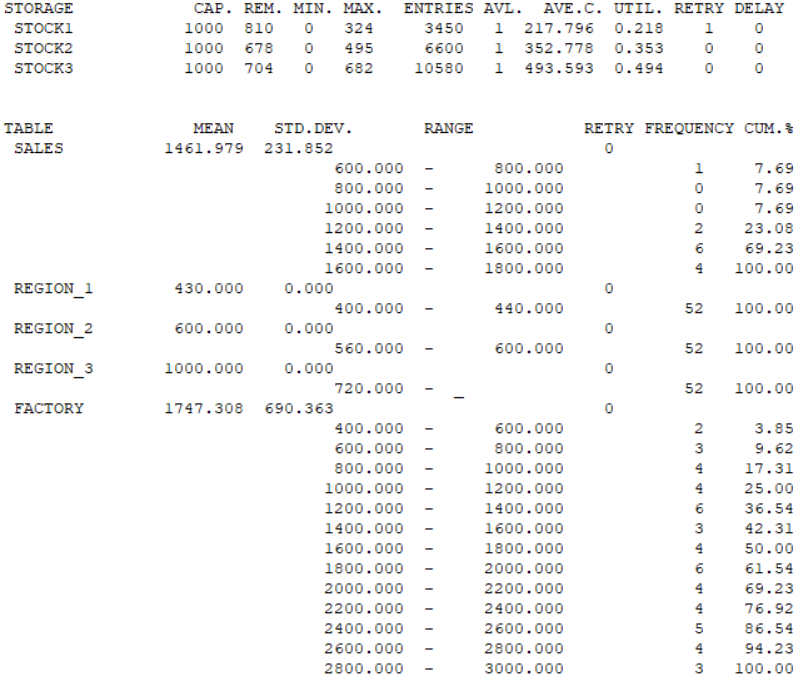 STORAGE CAP. REM. MIN. MAX. ENTRIES AVL. AVE.C. UTIL. RETRY DELAY
STOCK1 1000 810 0 324 3450 1 217.796 0.218 1 0
STOCK2 1000 678 0 495 6600 1 352.778 0.353 0 0
STOCK3 1000 704 0 682 10580 1 493.593 0.494 0 0
TABLE MEAN STD.DEV. RANGE RETRY FREQUENCY CUM.%
SALES 1461.979 231.852 0
600.000 - 800.000 1 7.69
800.000 - 1000.000 0 7.69
1000.000 - 1200.000 0 7.69
1200.000 - 1400.000 2 23.08
1400.000 - 1600.000 6 69.23
1600.000 - 1800.000 4 100.00
REGION_1 430.000 0.000 0
400.000 - 440.000 52 100.00
REGION_2 600.000 0.000 0
560.000 - 600.000 52 100.00
REGION_3 1000.000 0.000 0
720.000 - _ 52 100.00
FACTORY 1747.308 690.363 0
400.000 - 600.000 2 3.85
600.000 - 800.000 3 9.62
800.000 - 1000.000 4 17.31
1000.000 - 1200.000 4 25.00
1200.000 - 1400.000 6 36.54
1400.000 - 1600.000 3 42.31
1600.000 - 1800.000 4 50.00
1800.000 - 2000.000 6 61.54
2000.000 - 2200.000 4 69.23
2200.000 - 2400.000 4 76.92
2400.000 - 2600.000 5 86.54
2600.000 - 2800.000 4 94.23
2800.000 - 3000.000 3 100.00